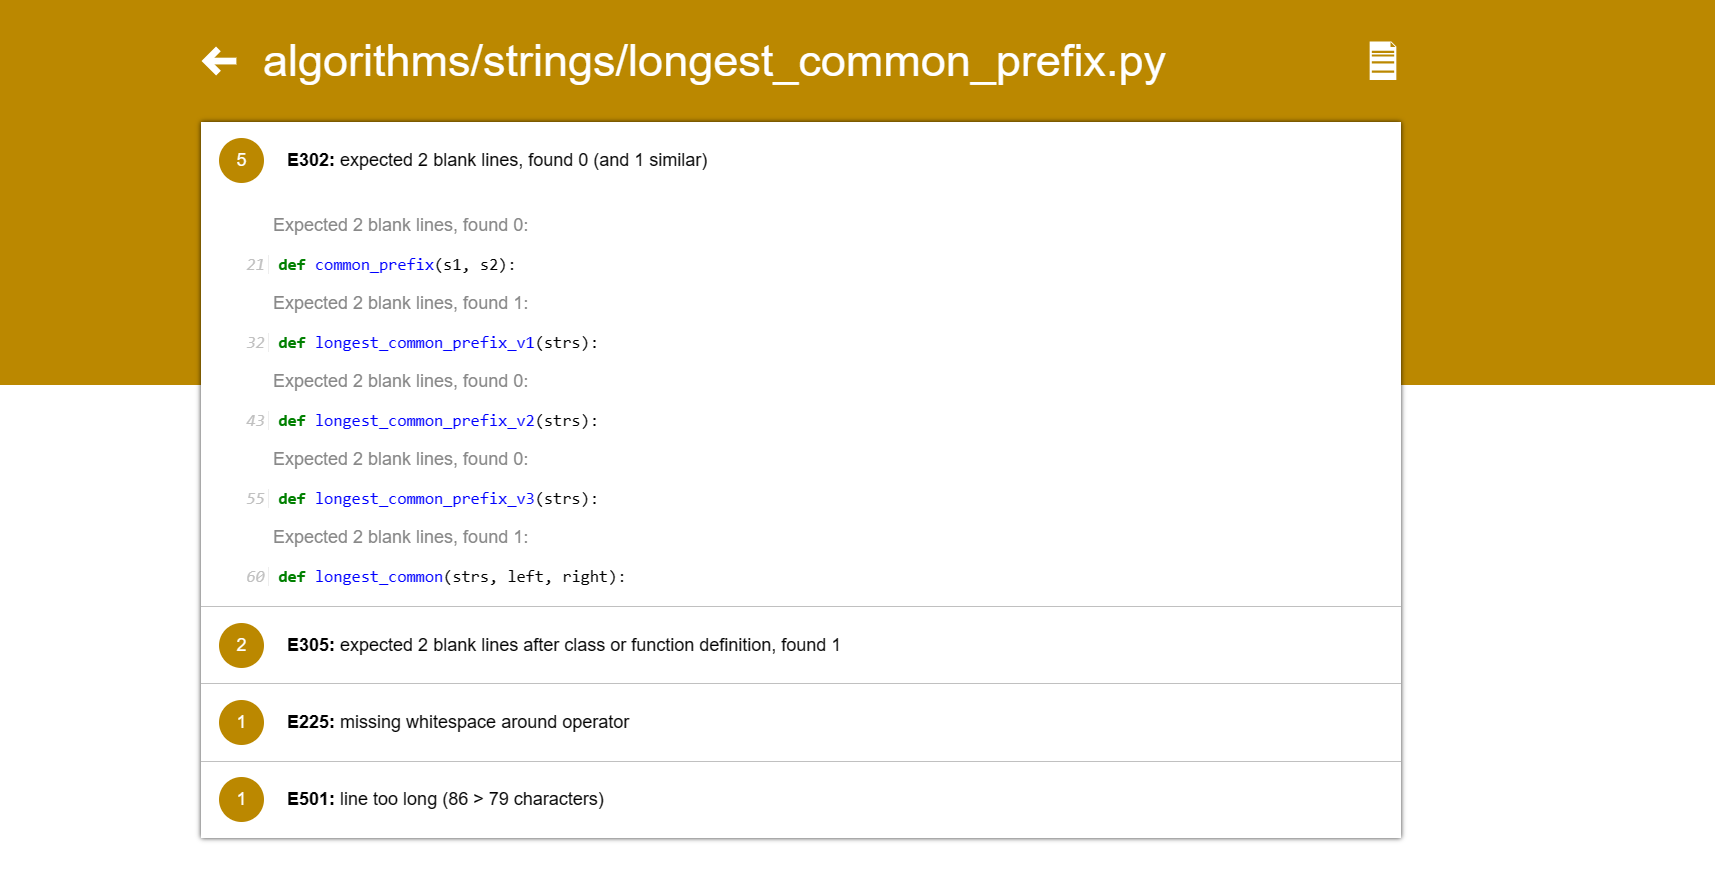 algorithms/strings/longest_common_prefix.py
5 E302: expected 2 blank lines, found 0 (and 1 similar)
Expected 2 blank lines, found 0:
21 def common_prefix(s1, s2):
Expected 2 blank lines, found 1:
32 def longest_common_prefix_v1(strs):
Expected 2 blank lines, found 0:
43 def longest_common_prefix_v2(strs):
Expected 2 blank lines, found 0:
55 def longest_common_prefix_v3(strs):
Expected 2 blank lines, found 1:
60 def longest_common(strs, left, right):
2 E305: expected 2 blank lines after class or function definition, found 1
1 E225: missing whitespace around operator
1 E501: line too long (86 > 79 characters)